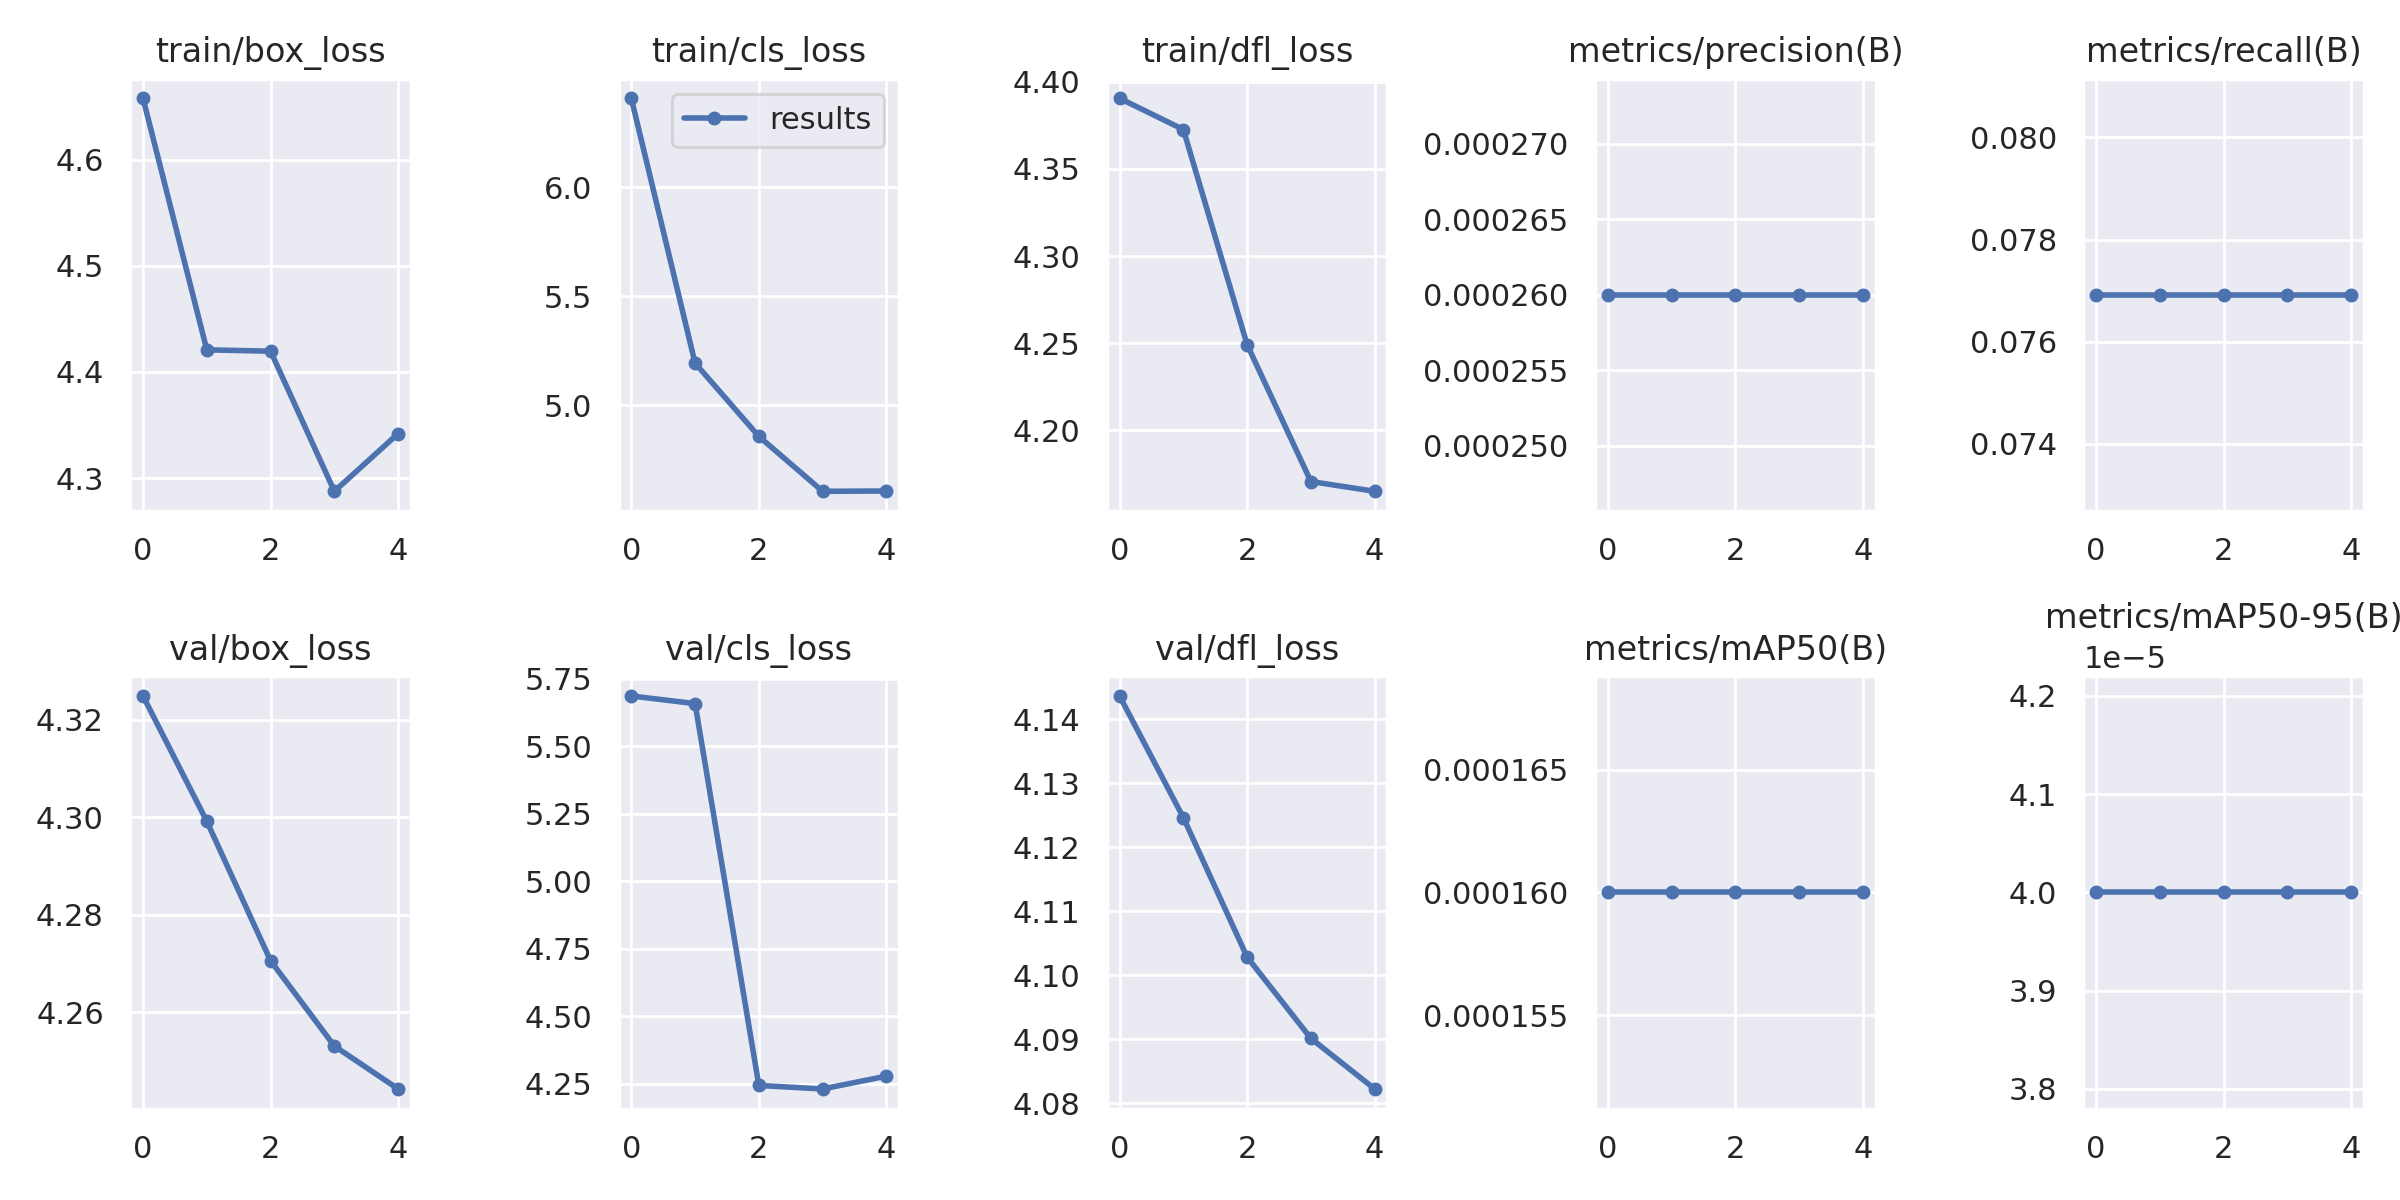 train/box_loss
4.6
4.5
4.4
4.3
0 2 4
train/cls_loss
results
6.0
5.5
5.0
0 2 4
train/dfl_loss
4.40
4.35
4.30
4.25
4.20
0 2 4
metrics/precision(B)
0.000270
0.000265
0.000260
0.000255
0.000250
0 2 4
metrics/recall(B)
0.080
0.078
0.076
0.074
0 2 4
val/box_loss
4.32
4.30
4.28
4.26
0 2 4
val/cls_loss
5.75
5.50
5.25
5.00
4.75
4.50
4.25
0 2 4
val/dfl_loss
4.14
4.13
4.12
4.11
4.10
4.09
4.08
0 2 4
metrics/mAP50(B)
0.000165
0.000160
0.000155
0 2 4
metrics/mAP50-95(B)
1e−5
4.2
4.1
4.0
3.9
3.8
0 2 4